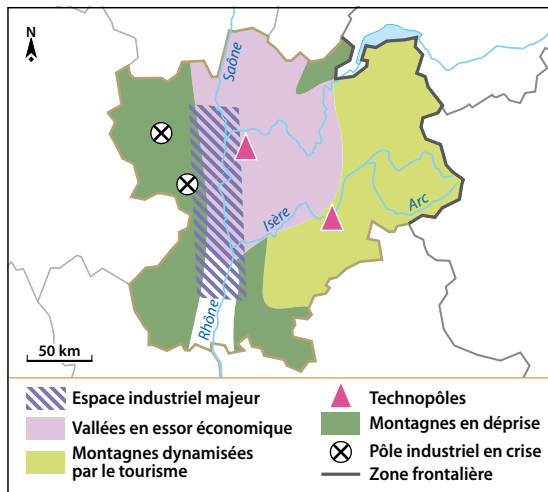 N
Saône
Isère
Arc
Rhône
50 km
Espace industriel majeur
Vallées en essor économique
Montagnes dynamisées
par le tourisme
Technopôles
Montagnes en déprise
Pôle industriel en crise
Zone frontalière